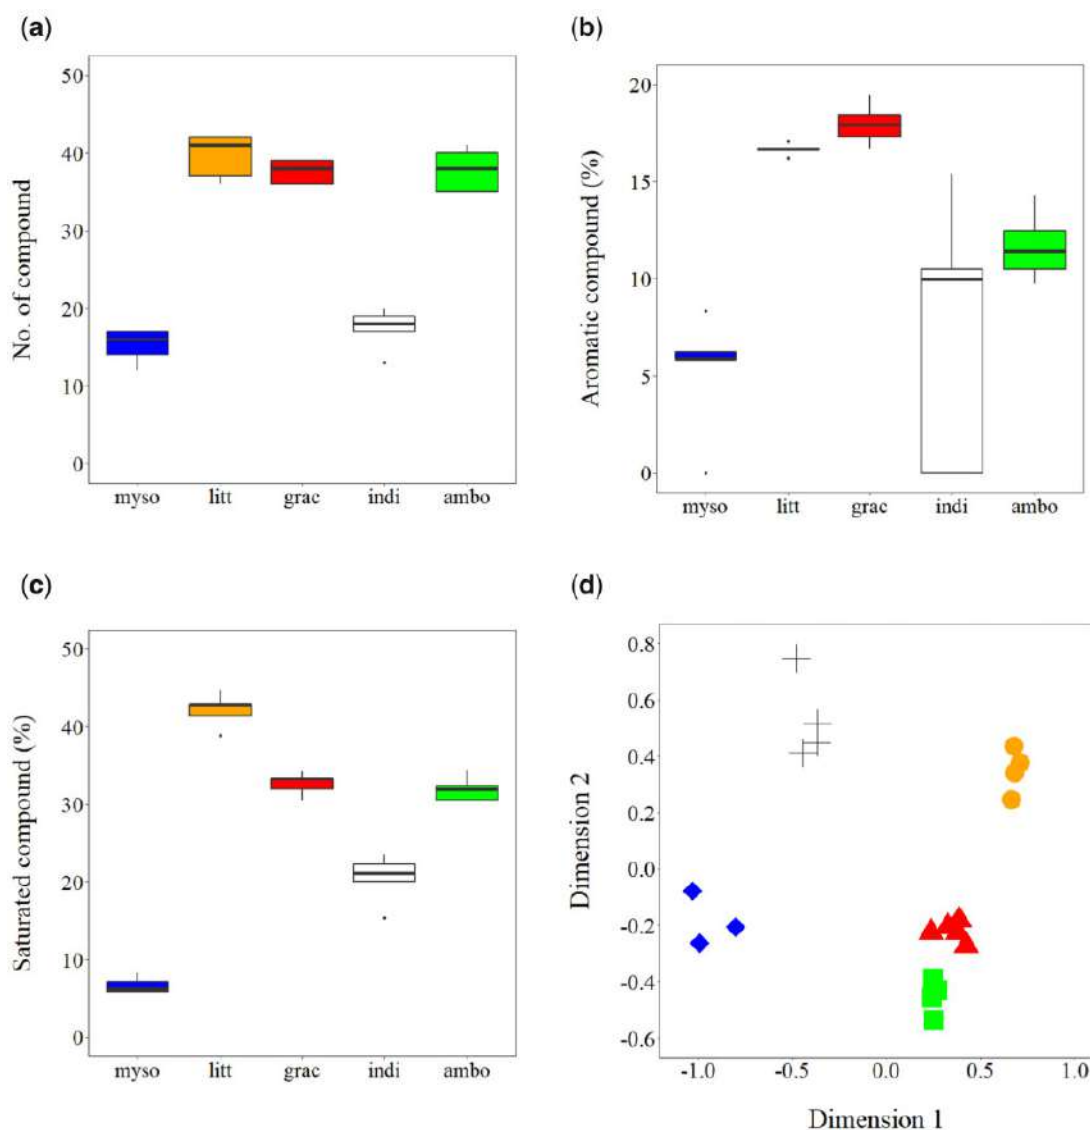 (a)
No. of compound
50
40
30
20
10
0
myso litt grac indi ambo
(b)
Aromatic compound (%)
20
15
10
5
0
myso litt grac indi ambo
(c)
Saturated compound (%)
50
40
30
20
10
0
myso litt grac indi ambo
(d)
Dimension 2
0.8
0.6
0.4
0.2
0.0
-0.2
-0.4
-0.6
-1.0 -0.5 0.0 0.5 1.0
Dimension 1